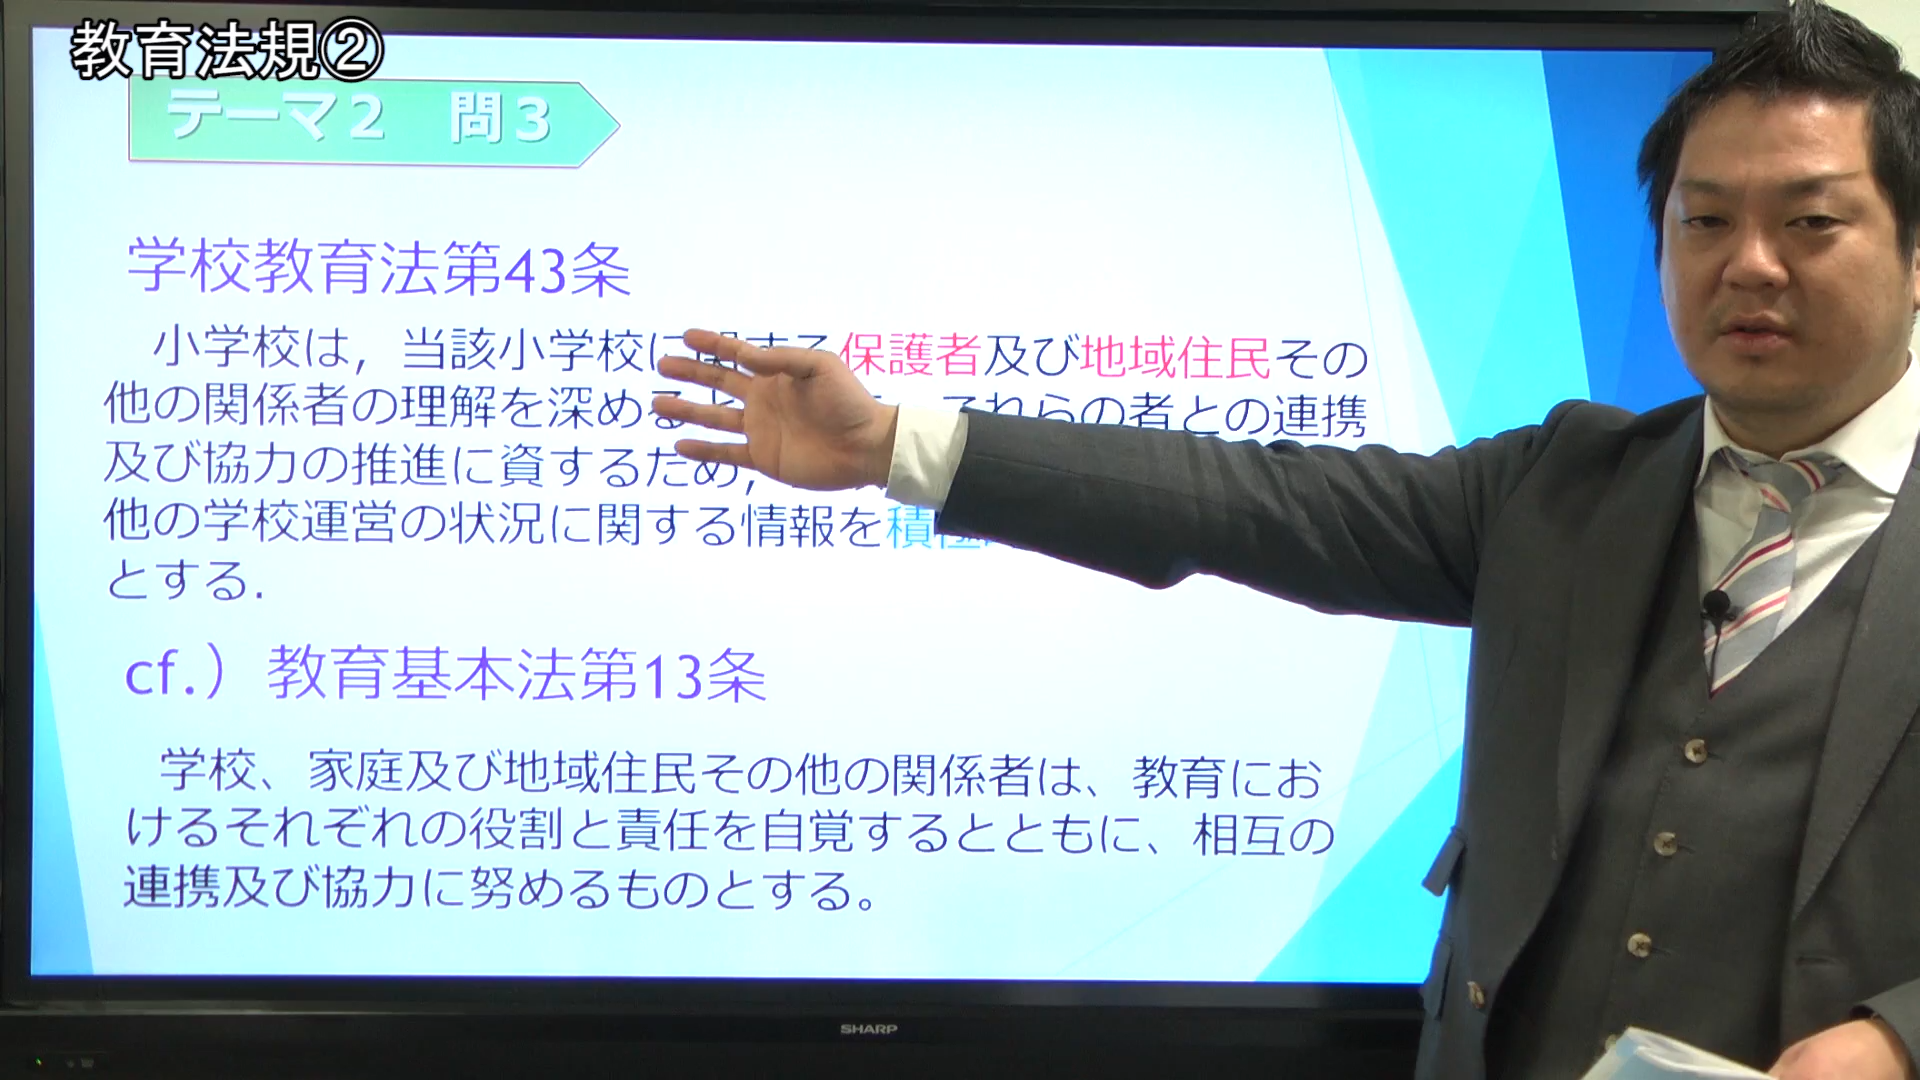 教育法規②
テーマ2 問3
学校教育法第43条
小学校は，当該小学校に関する保護者及び地域住民その
他の関係者の理解を深める これらの者との連携
及び協力の推進に資するため，
他の学校運営の状況に関する情報を積極
とする．
cf.）教育基本法第13条
学校、家庭及び地域住民その他の関係者は、教育にお
けるそれぞれの役割と責任を自覚するとともに、相互の
連携及び協力に努めるものとする。
SHARP